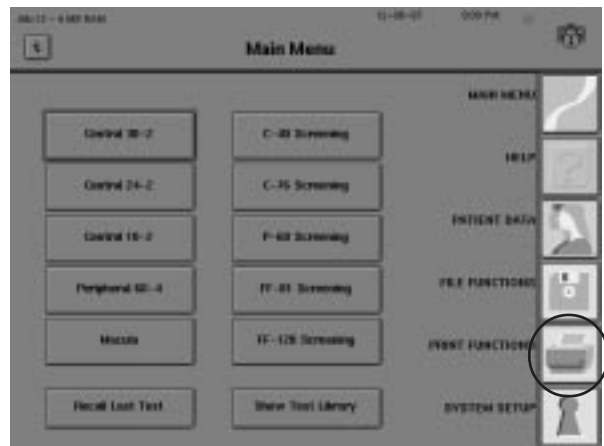 Main Menu
MAIN MENU
Central 30-2
C-40 Screening
HELP
Central 24-2
C-76 Screening
PATIENT DATA
Central 10-2
P-60 Screening
FILE FUNCTIONS
Peripheral 60-4
FF-81 Screening
PRINT FUNCTIONS
Macula
FF-120 Screening
SYSTEM SETUP
Recall Last Test
Show Test Library